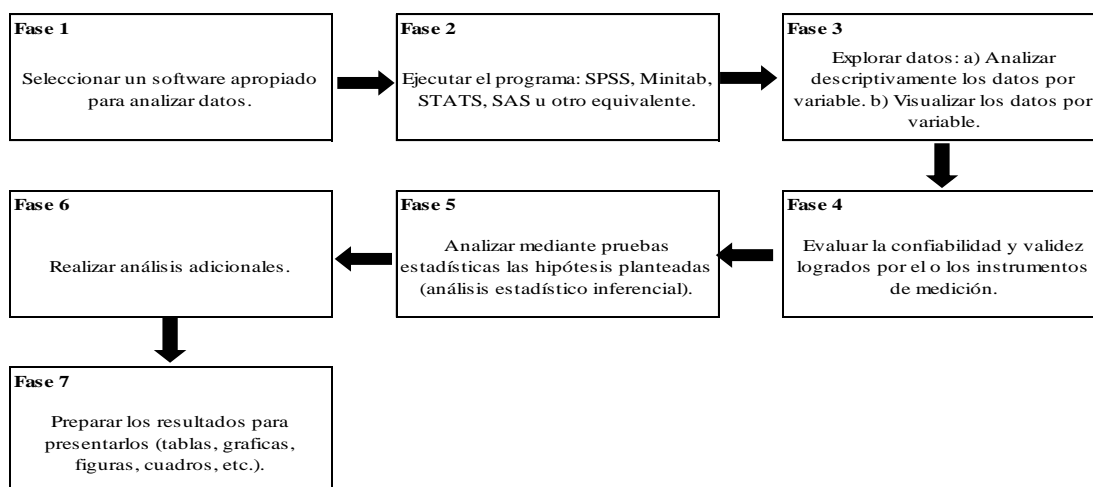 Fase 1
Seleccionar un software apropiado
para analizar datos.
Fase 2
Ejecutar el programa: SPSS, Minitab,
STATS, SAS u otro equivalente.
Fase 3
Explorar datos: a) Analizar
descriptivamente los datos por
variable. b) Visualizar los datos por
variable.
Fase 4
Evaluar la confiabilidad y validez
logrados por el o los instrumentos
de medición.
Fase 5
Analizar mediante pruebas
estadísticas las hipótesis planteadas
(análisis estadístico inferencial).
Fase 6
Realizar análisis adicionales.
Fase 7
Preparar los resultados para
presentarlos (tablas, graficas,
figuras, cuadros, etc.).